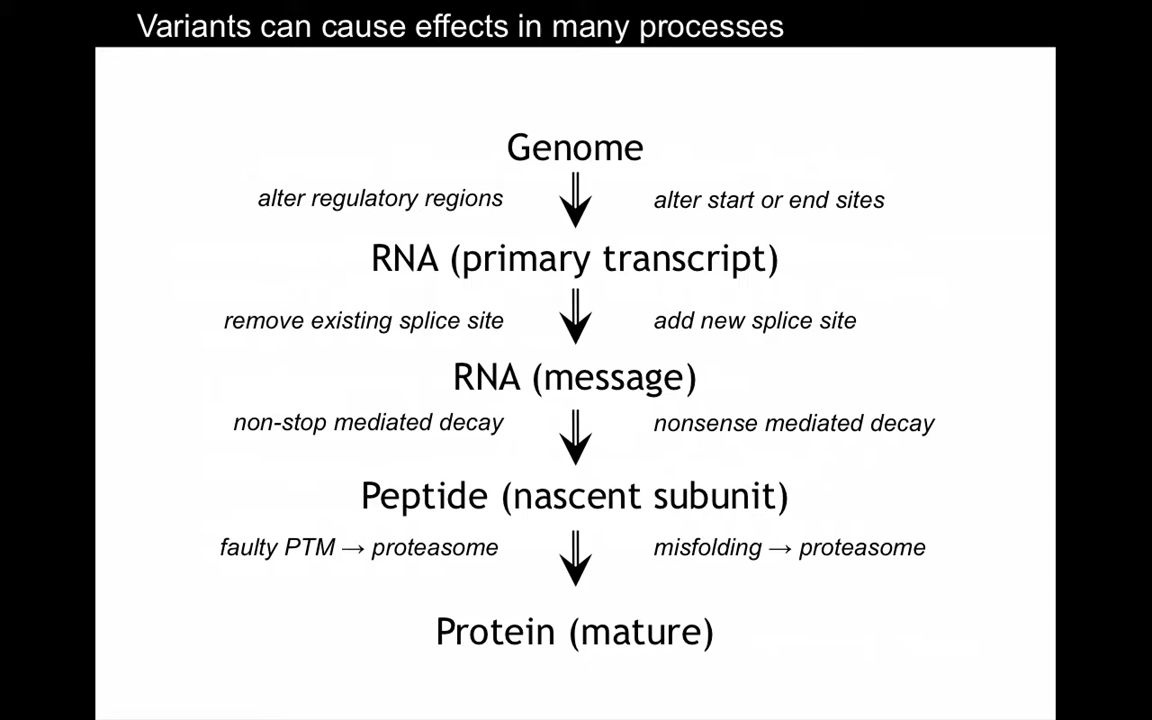 Variants can cause effects in many processes
Genome
alter regulatory regions
alter start or end sites
RNA (primary transcript)
remove existing splice site
add new splice site
RNA (message)
non-stop mediated decay
nonsense mediated decay
Peptide (nascent subunit)
faulty PTM → proteasome
misfolding → proteasome
Protein (mature)